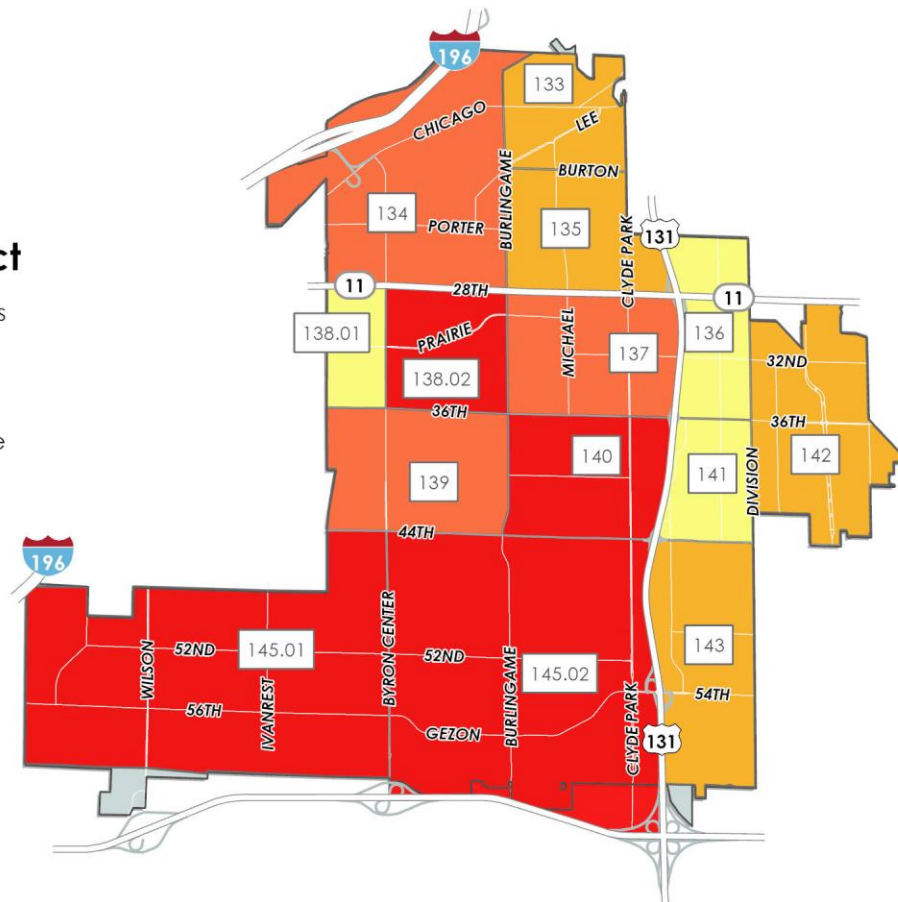 196
133
CHICAGO
LEE
BURTON
BURLINGAME
134
135
CLYDE PARK
PORTER
ct
131
11
28TH
11
s
138.01
PRAIRIE
MICHAEL
137
136
32ND
138.02
36TH
36TH
e
140
142
139
141
DIVISION
44TH
196
BYRON CENTER
143
WILSON
52ND
145.01
52ND
145.02
IVANREST
BURLINGAME
CLYDE PARK
54TH
56TH
GEZON
131